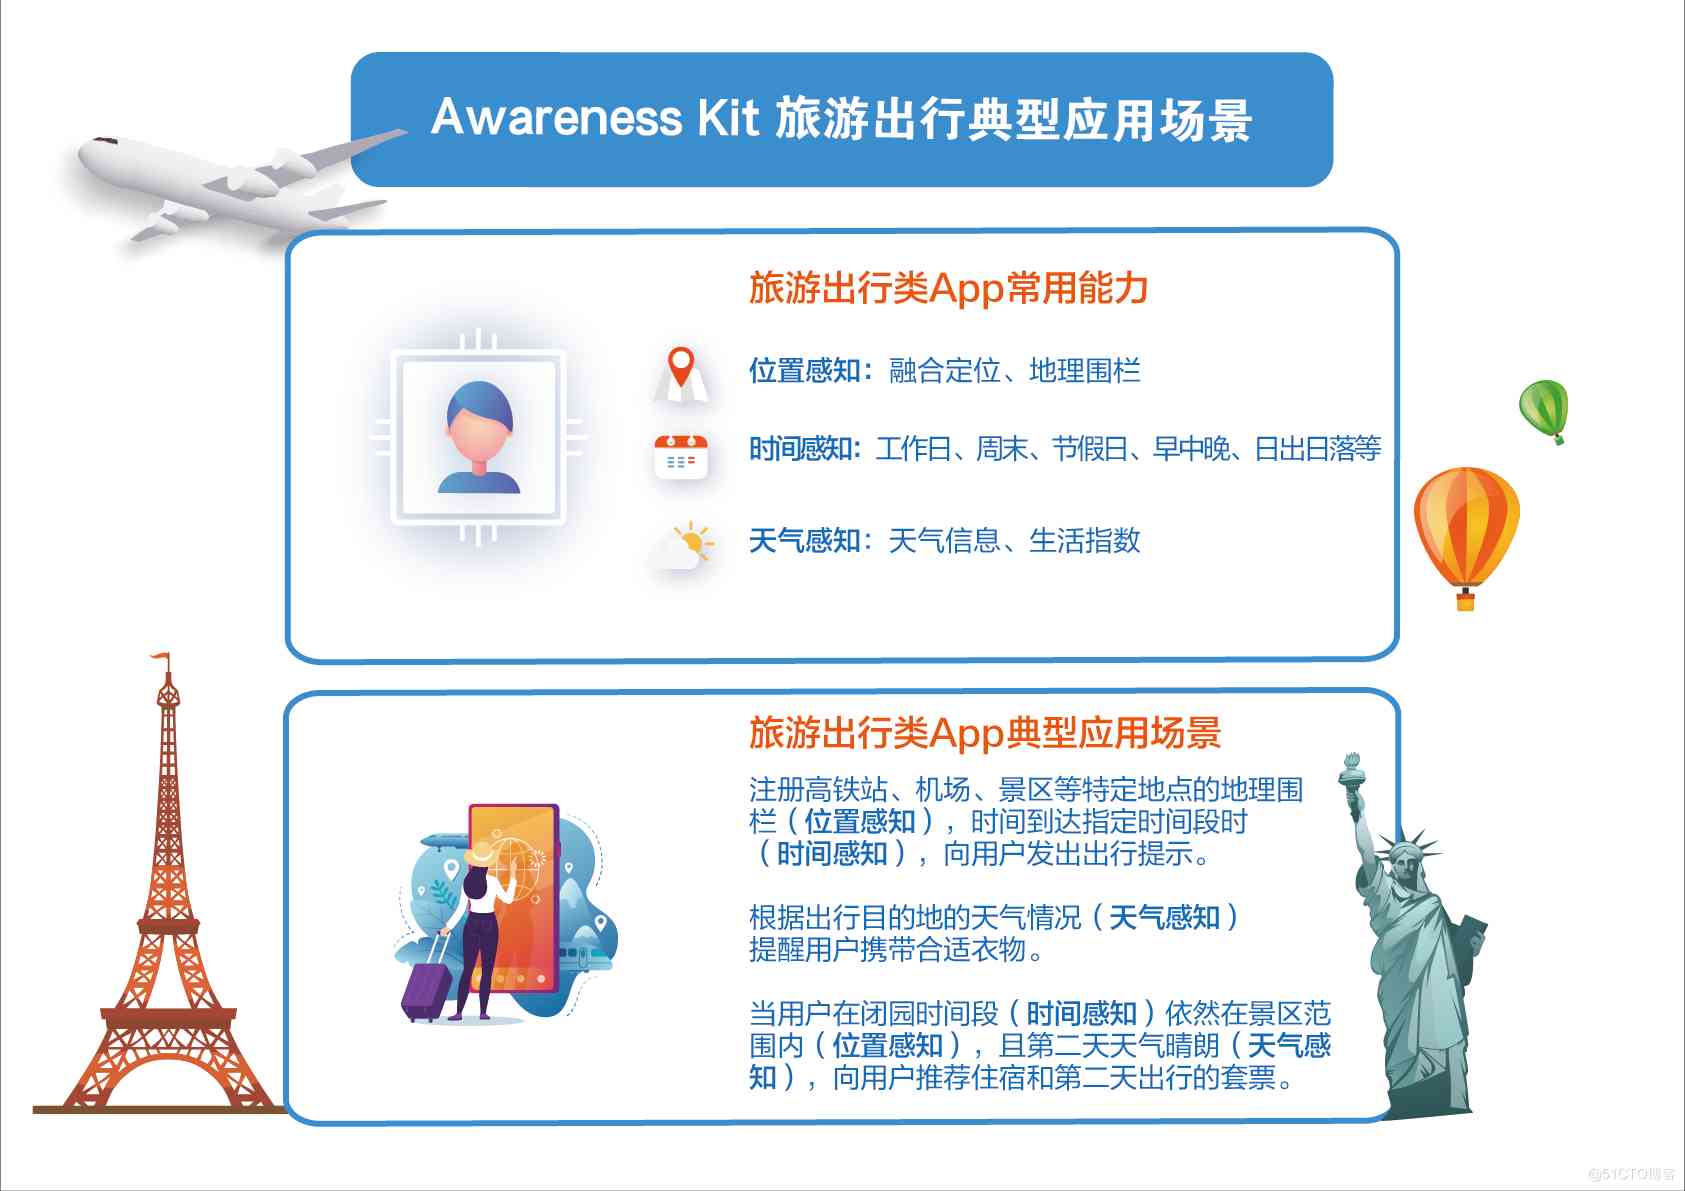 Awareness Kit 旅游出行典型应用场景
旅游出行类App常用能力
位置感知：融合定位、地理围栏
时间感知：工作日、周末、节假日、早中晚、日出日落等
天气感知：天气信息、生活指数
旅游出行类App典型应用场景
注册高铁站、机场、景区等特定地点的地理围
栏（位置感知），时间到达指定时间段时
（时间感知），向用户发出出行提示。
根据出行目的地的天气情况（天气感知）
提醒用户携带合适衣物。
当用户在闭园时间段（时间感知）依然在景区范
围内（位置感知），且第二天天气晴朗（天气感
知），向用户推荐住宿和第二天出行的套票。
@51CTO博客